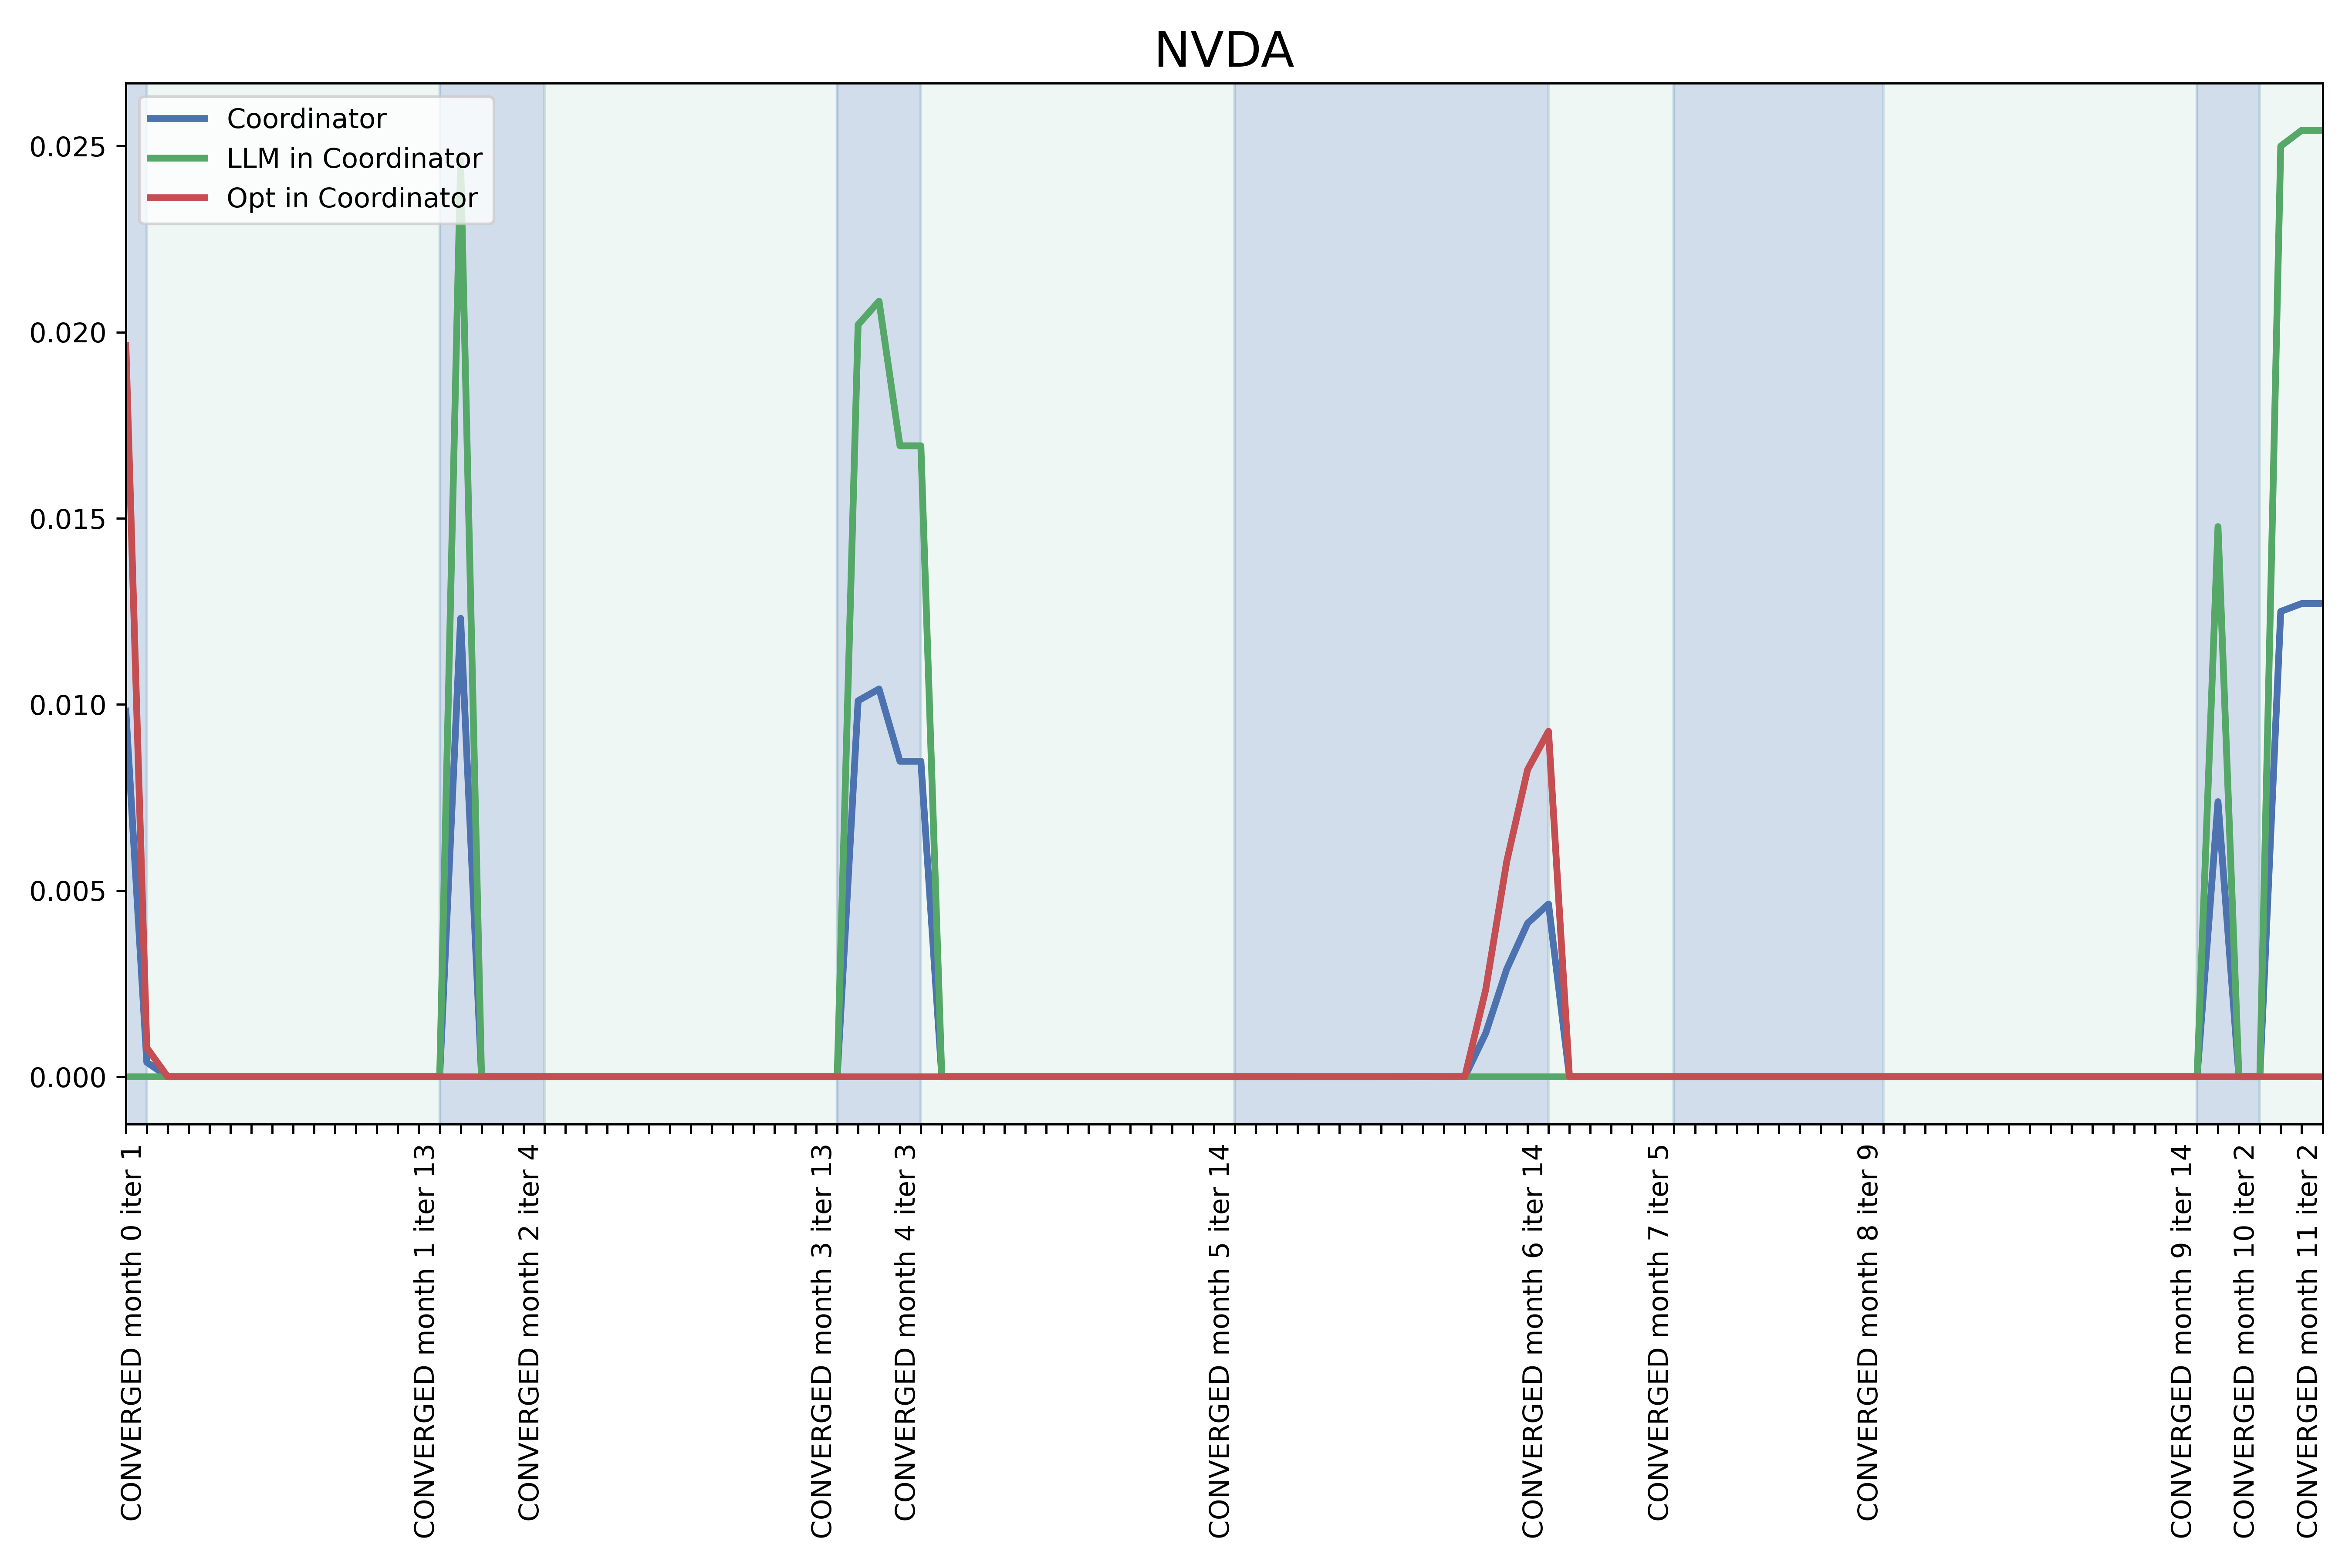 NVDA
Coordinator
LLM in Coordinator
Opt in Coordinator
0.025
0.020
0.015
0.010
0.005
0.000
CONVERGED month 0 iter 1
CONVERGED month 1 iter 13
CONVERGED month 2 iter 4
CONVERGED month 3 iter 13
CONVERGED month 4 iter 3
CONVERGED month 5 iter 14
CONVERGED month 6 iter 14
CONVERGED month 7 iter 5
CONVERGED month 8 iter 9
CONVERGED month 9 iter 14
CONVERGED month 10 iter 2
CONVERGED month 11 iter 2